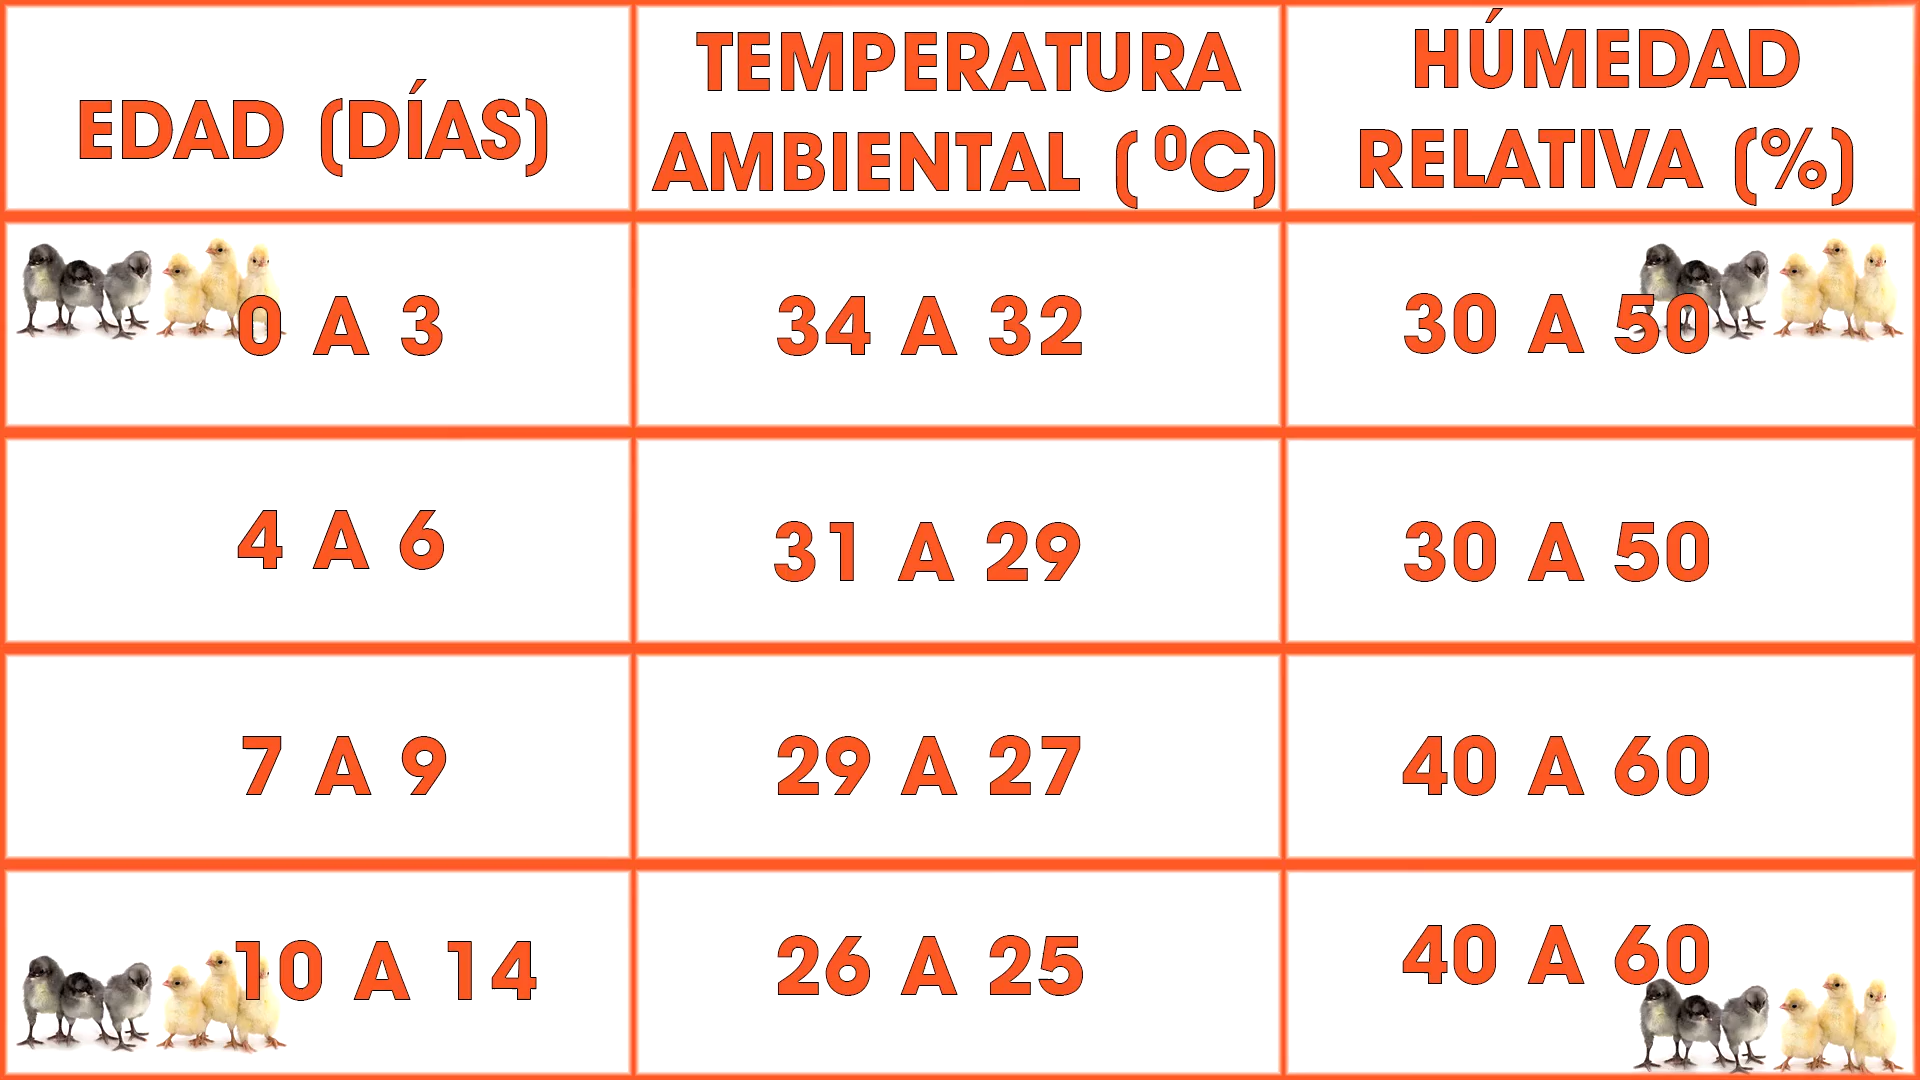 EDAD (DÍAS)
TEMPERATURA
AMBIENTAL (ºC)
HÚMEDAD
RELATIVA (%)
0 A 3
34 A 32
30 A 50
4 A 6
31 A 29
30 A 50
7 A 9
29 A 27
40 A 60
10 A 14
26 A 25
40 A 60